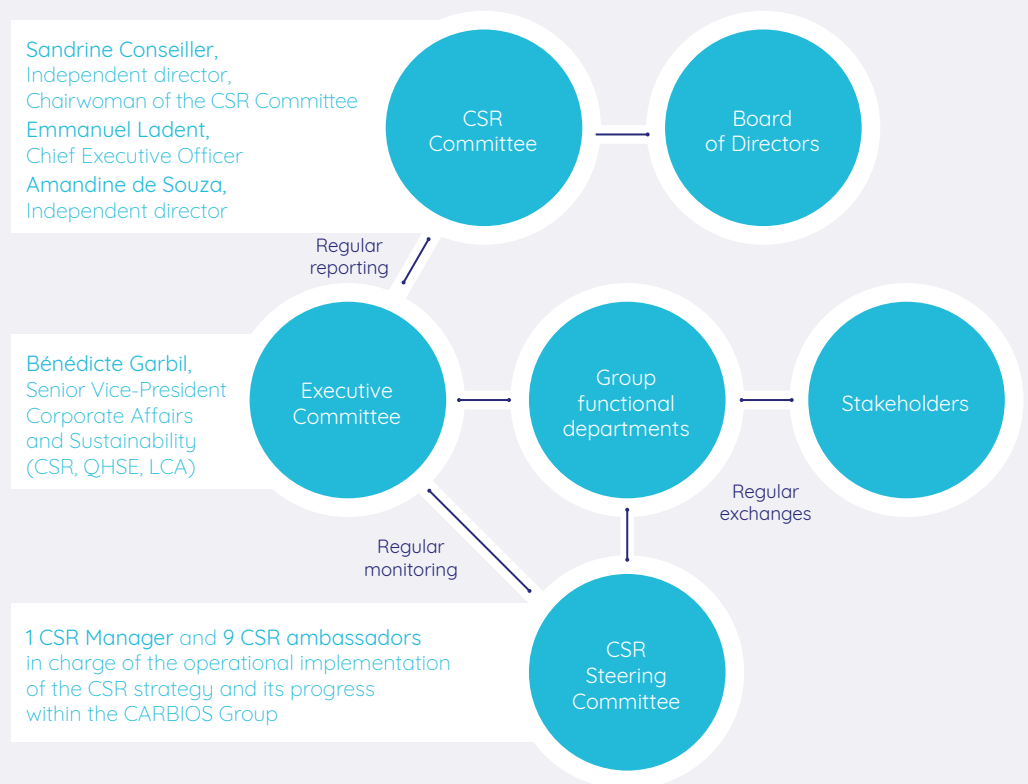 Sandrine Conseiller,
Independent director,
Chairwoman of the CSR Committee
Emmanuel Ladent,
Chief Executive Officer
Amandine de Souza,
Independent director
CSR
Committee
Board
of Directors
Regular
reporting
Bénédicte Garbil,
Senior Vice-President
Corporate Affairs
and Sustainability
(CSR, QHSE, LCA)
Executive
Committee
Group
functional
departments
Stakeholders
Regular
exchanges
Regular
monitoring
1 CSR Manager and 9 CSR ambassadors
in charge of the operational implementation
of the CSR strategy and its progress
within the CARBIOS Group
CSR
Steering
Committee